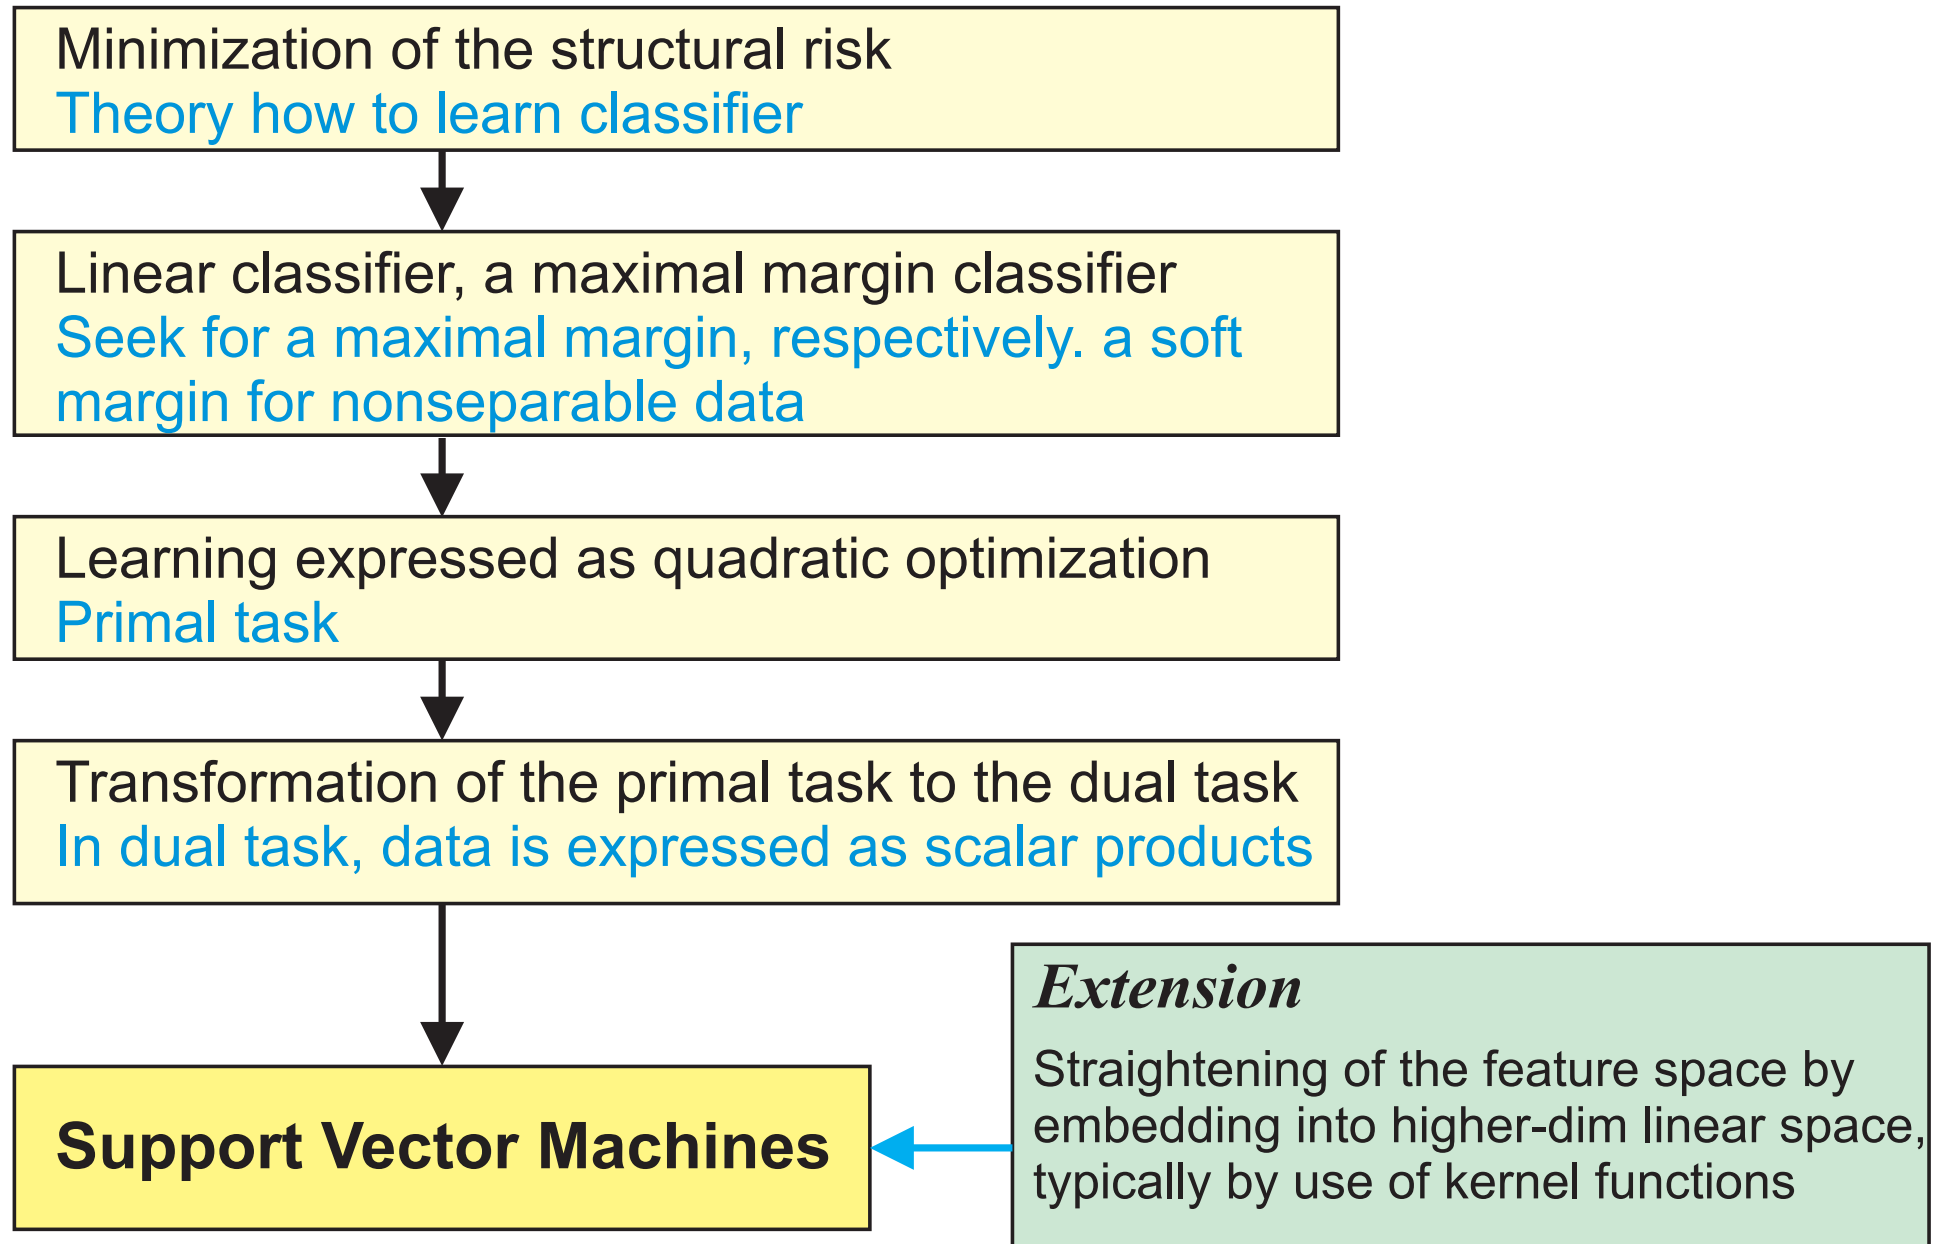 Minimization of the structural risk
Theory how to learn classifier
Linear classifier, a maximal margin classifier
Seek for a maximal margin, respectively. a soft
margin for nonseparable data
Learning expressed as quadratic optimization
Primal task
Transformation of the primal task to the dual task
In dual task, data is expressed as scalar products
Support Vector Machines
Extension
Straightening of the feature space by
embedding into higher-dim linear space,
typically by use of kernel functions